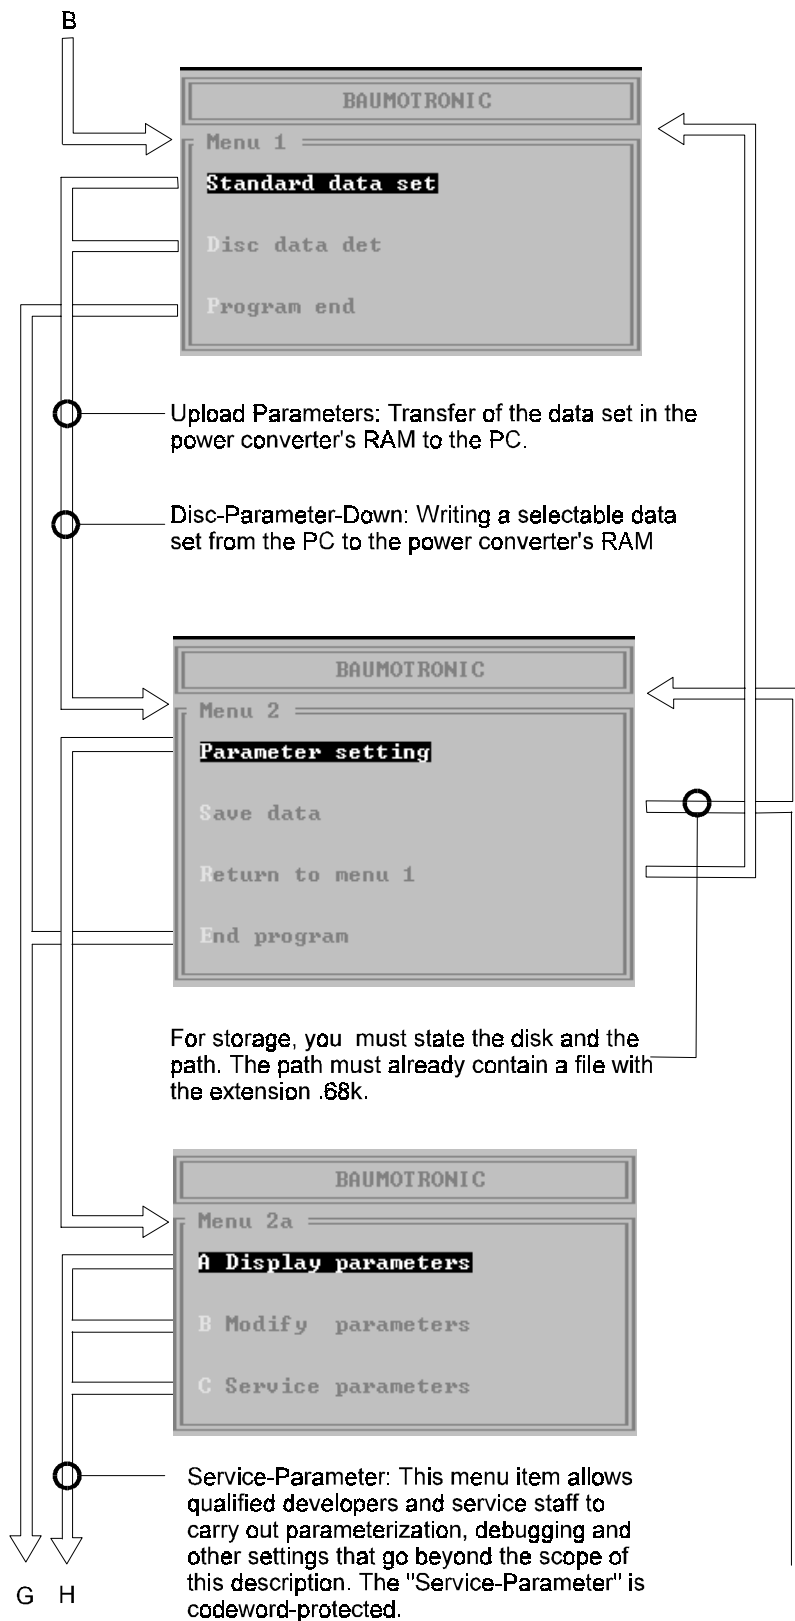 B
BAUMOTRONIC
Menu 1
Standard data set
Disc data det
Program end
Upload Parameters: Transfer of the data set in the
power converter's RAM to the PC.
Disc-Parameter-Down: Writing a selectable data
set from the PC to the power converter's RAM
BAUMOTRONIC
Menu 2
Parameter setting
Save data
Return to menu 1
End program
For storage, you must state the disk and the
path. The path must already contain a file with
the extension .68k.
BAUMOTRONIC
Menu 2a
A Display parameters
B Modify parameters
C Service parameters
Service-Parameter: This menu item allows
qualified developers and service staff to
carry out parameterization, debugging and
other settings that go beyond the scope of
this description. The "Service-Parameter" is
codeword-protected.
G H